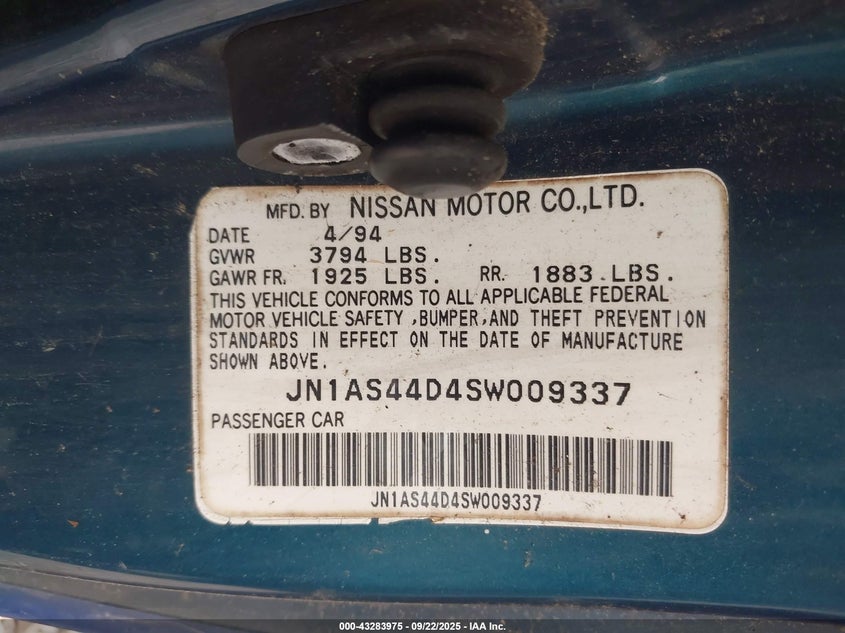 MFD. BY NISSAN MOTOR CO.,LTD.
DATE 4/94
GVWR 3794 LBS.
GAWR FR. 1925 LBS. RR. 1883 LBS.
THIS VEHICLE CONFORMS TO ALL APPLICABLE FEDERAL
MOTOR VEHICLE SAFETY ,BUMPER,AND THEFT PREVENTION
STANDARDS IN EFFECT ON THE DATE OF MANUFACTURE
SHOWN ABOVE.
JN1AS44D4SW009337
PASSENGER CAR
JN1AS44D4SW009337
000-43283975 - 09/22/2025 - IAA Inc.